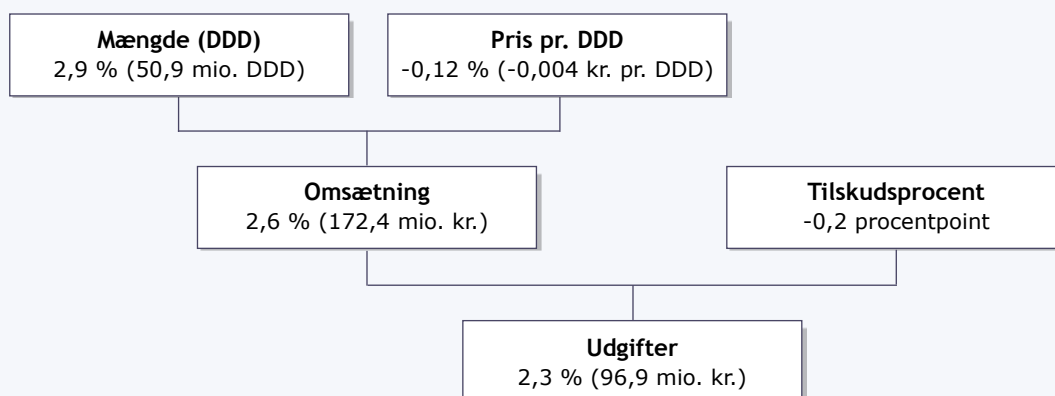 Mængde (DDD)
2,9 % (50,9 mio. DDD)
Pris pr. DDD
-0,12 % (-0,004 kr. pr. DDD)
Omsætning
2,6 % (172,4 mio. kr.)
Tilskudsprocent
-0,2 procentpoint
Udgifter
2,3 % (96,9 mio. kr.)